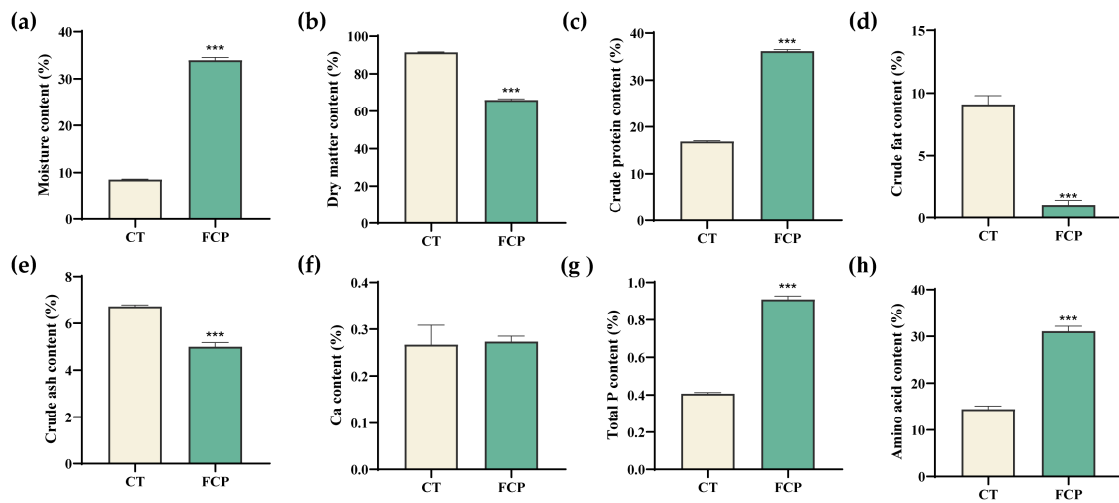 (a)
Moisture content (%)
40
30
20
10
0
CT FCP
***
(b)
Dry matter content (%)
100
80
60
40
20
0
CT FCP
***
(c)
Crude protein content (%)
40
30
20
10
0
CT FCP
***
(d)
Crude fat content (%)
15
10
5
0
CT FCP
***
(e)
Crude ash content (%)
8
6
4
2
0
CT FCP
***
(f)
Ca content (%)
0.4
0.3
0.2
0.1
0.0
CT FCP
(g )
Total P content (%)
1.0
0.8
0.6
0.4
0.2
0.0
CT FCP
***
(h)
Amino acid content (%)
40
30
20
10
0
CT FCP
***